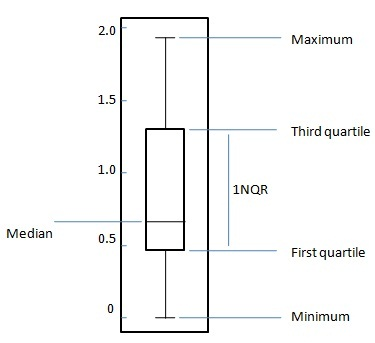 2.0
Maximum
1.5
Third quartile
1.0
1NQR
Median
0.5
First quartile
0
Minimum